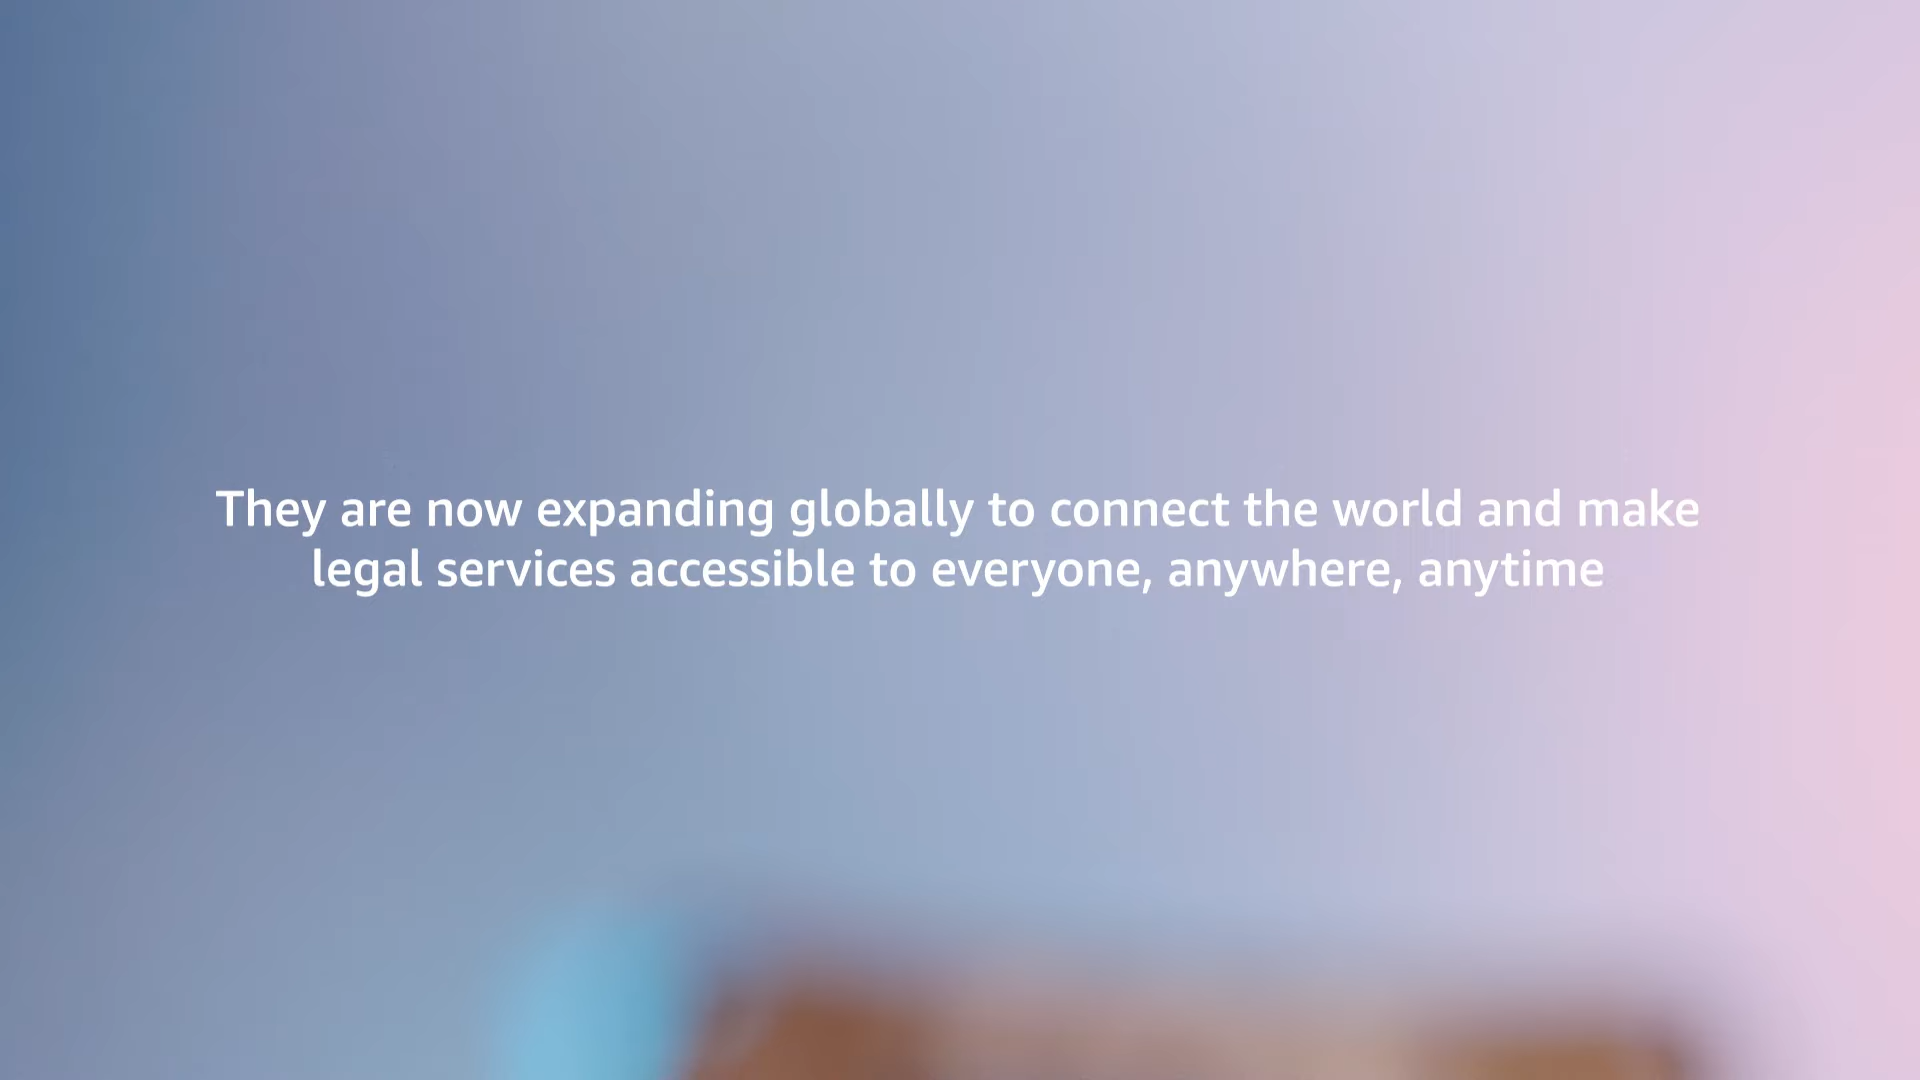 They are now expanding globally to connect the world and make
legal services accessible to everyone, anywhere, anytime